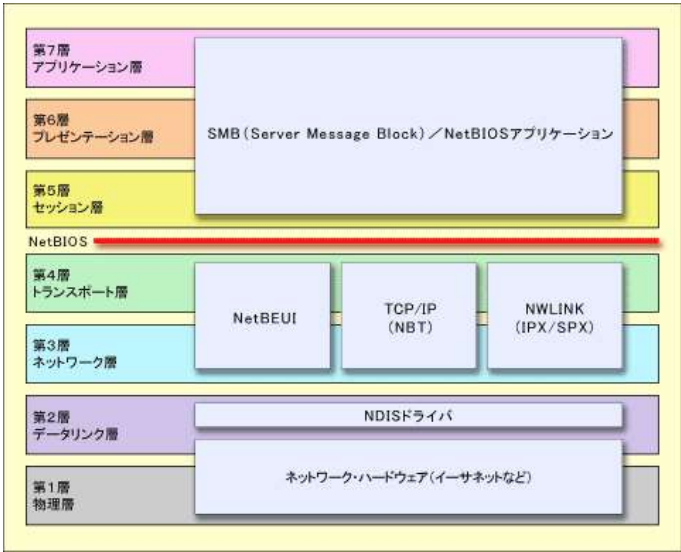 第7層
アプリケーション層
第6層
プレゼンテーション層
SMB(Server Message Block)／NetBIOSアプリケーション
第5層
セッション層
NetBIOS
第4層
トランスポート層
NetBEUI
TCP/IP
(NBT)
NWLINK
(IPX/SPX)
第3層
ネットワーク層
第2層
データリンク層
NDISドライバ
ネットワーク・ハードウェア(イーサネットなど)
第1層
物理層